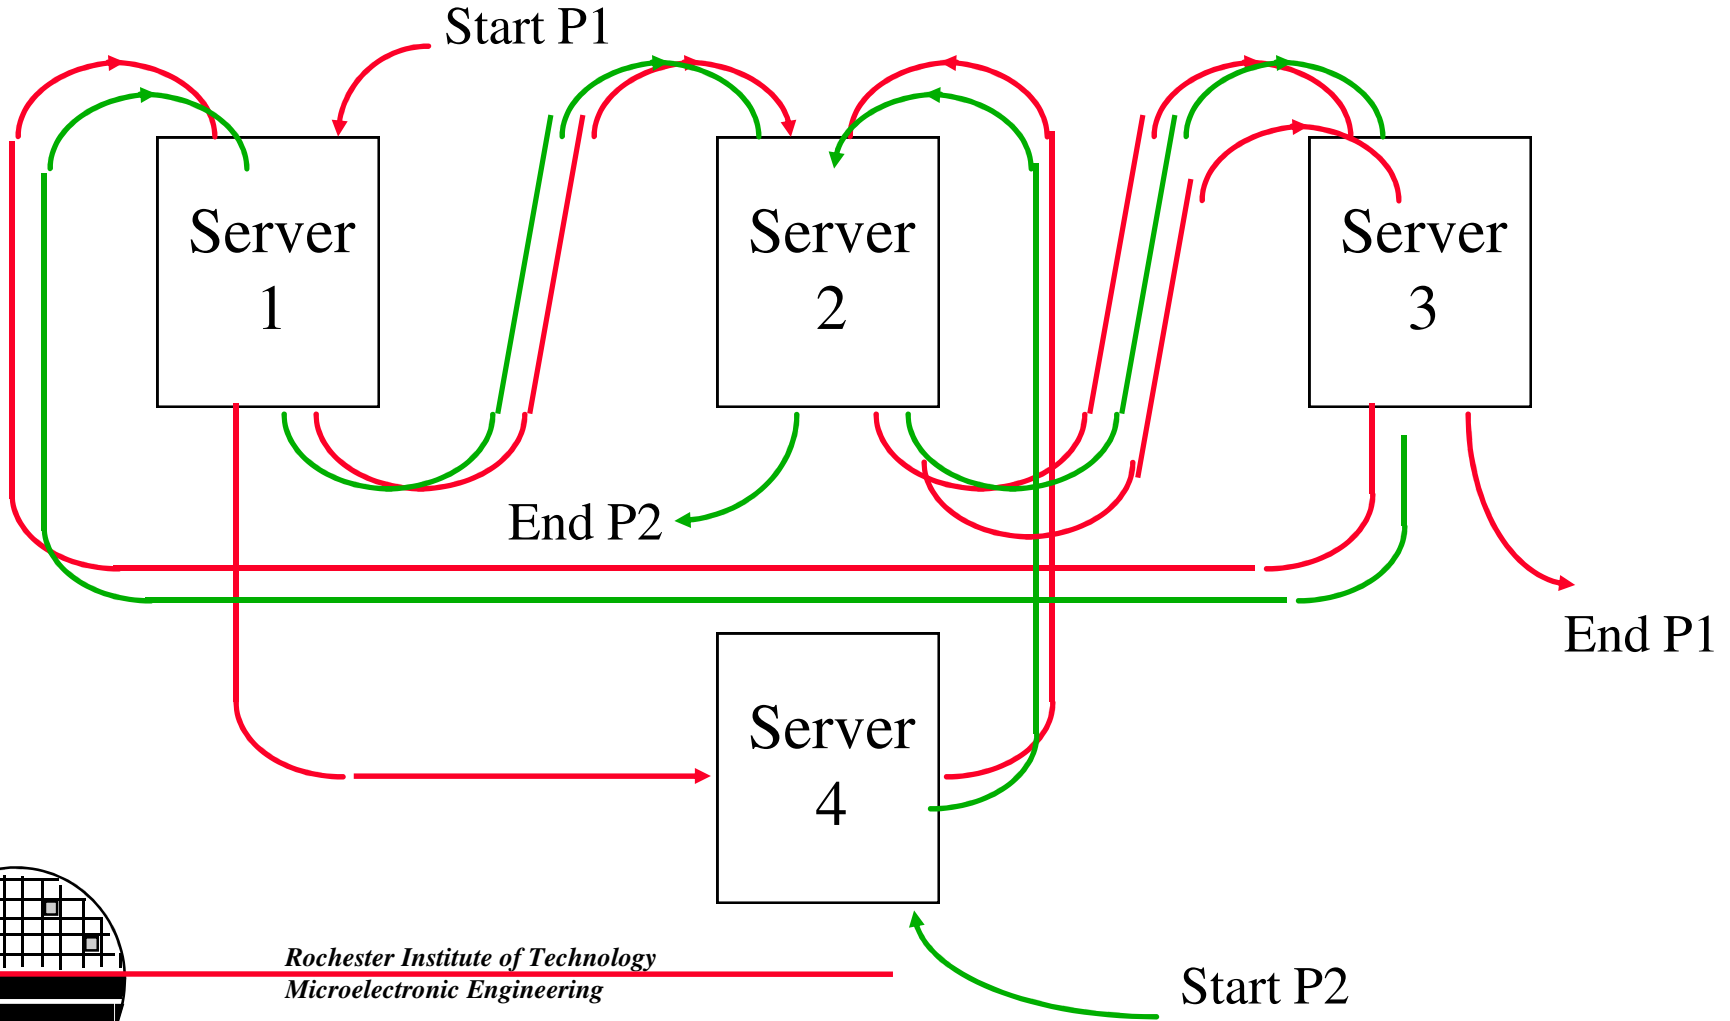 Start P1
Server
1
Server
2
Server
3
End P2
End P1
Server
4
Rochester Institute of Technology
Microelectronic Engineering
Start P2